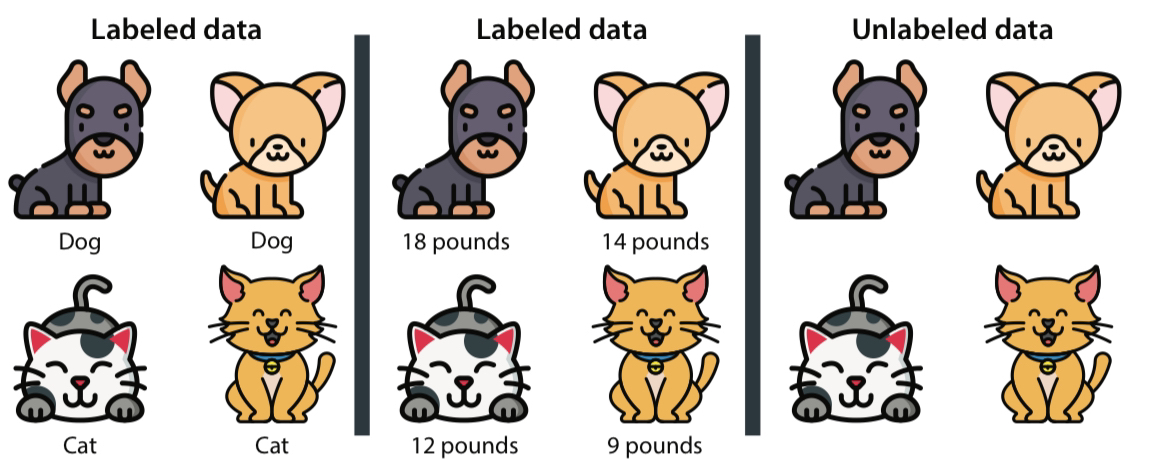 Labeled data
Labeled data
Unlabeled data
Dog
Dog
18 pounds
14 pounds
Cat
Cat
12 pounds
9 pounds